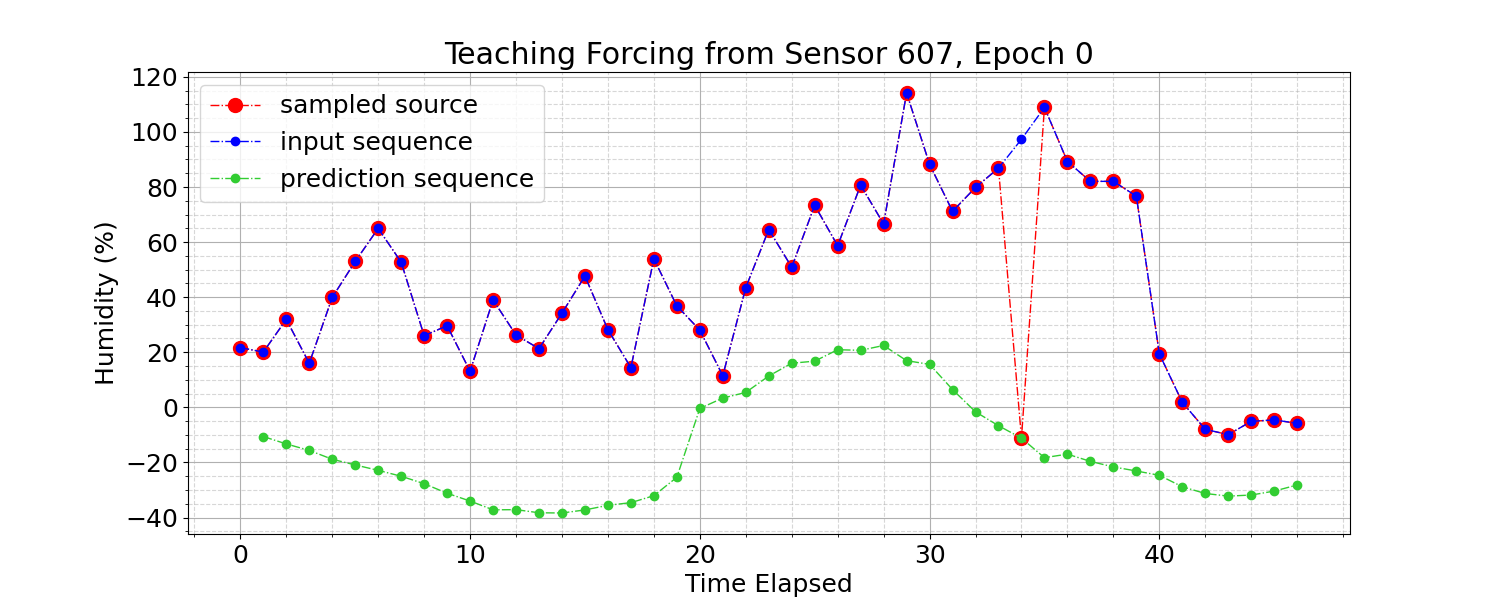 Teaching Forcing from Sensor 607, Epoch 0
sampled source
input sequence
prediction sequence
Humidity (%)
120
100
80
60
40
20
0
−20
−40
0 10 20 30 40
Time Elapsed